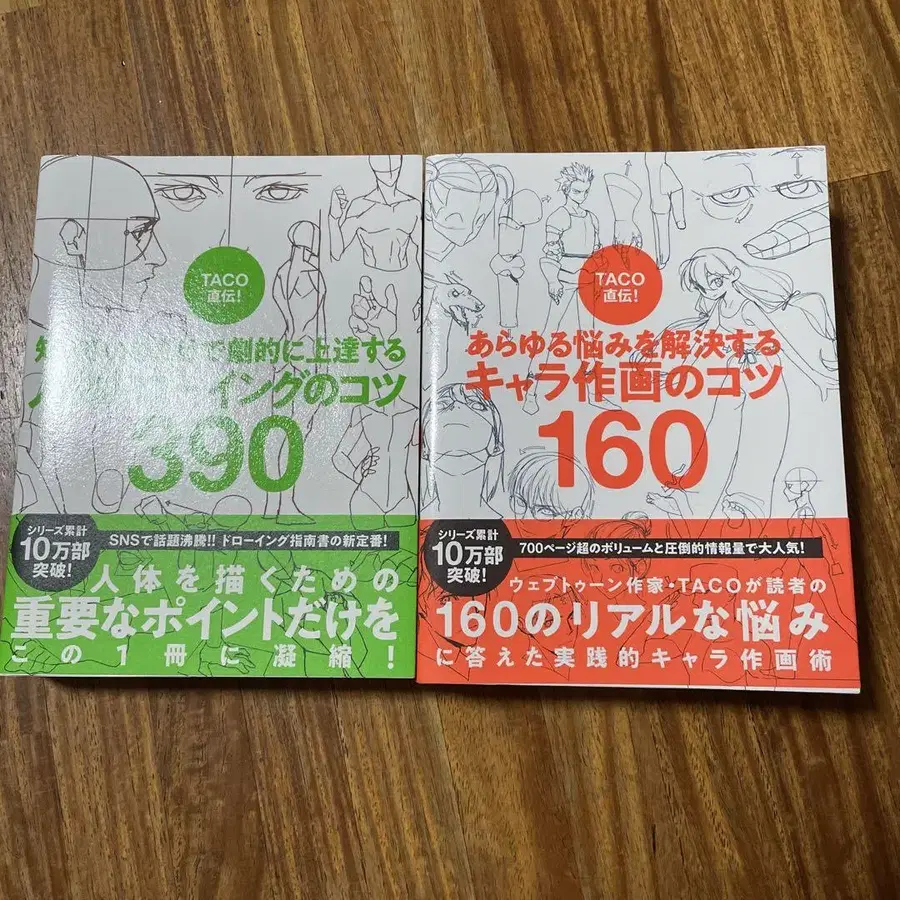 TACO
直伝!
劇的に上達する
イングのコツ
390
シリーズ累計
10万部
突破!
SNSで話題沸騰!! ドローイング指南書の新定番!
人体を描くための
重要なポイントだけを
この1冊に凝縮!
TACO
直伝!
あらゆる悩みを解決する
キャラ作画のコツ
160
シリーズ累計
10万部
突破!
700ページ超のボリュームと圧倒的情報量で大人気!
ウェブトゥーン作家・TACOが読者の
160のリアルな悩み
に答えた実践的キャラ作画術